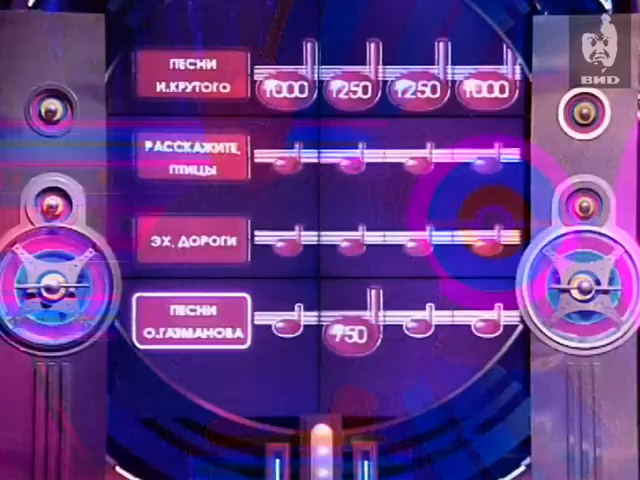 ВИD
ПЕСНИ
И.КРУТОГО
1000 1250 1250 1000
РАССКАЖИТЕ,
ПТИЦЫ
ЭХ, ДОРОГИ
ПЕСНИ
О.ГАЗМАНОВА
750